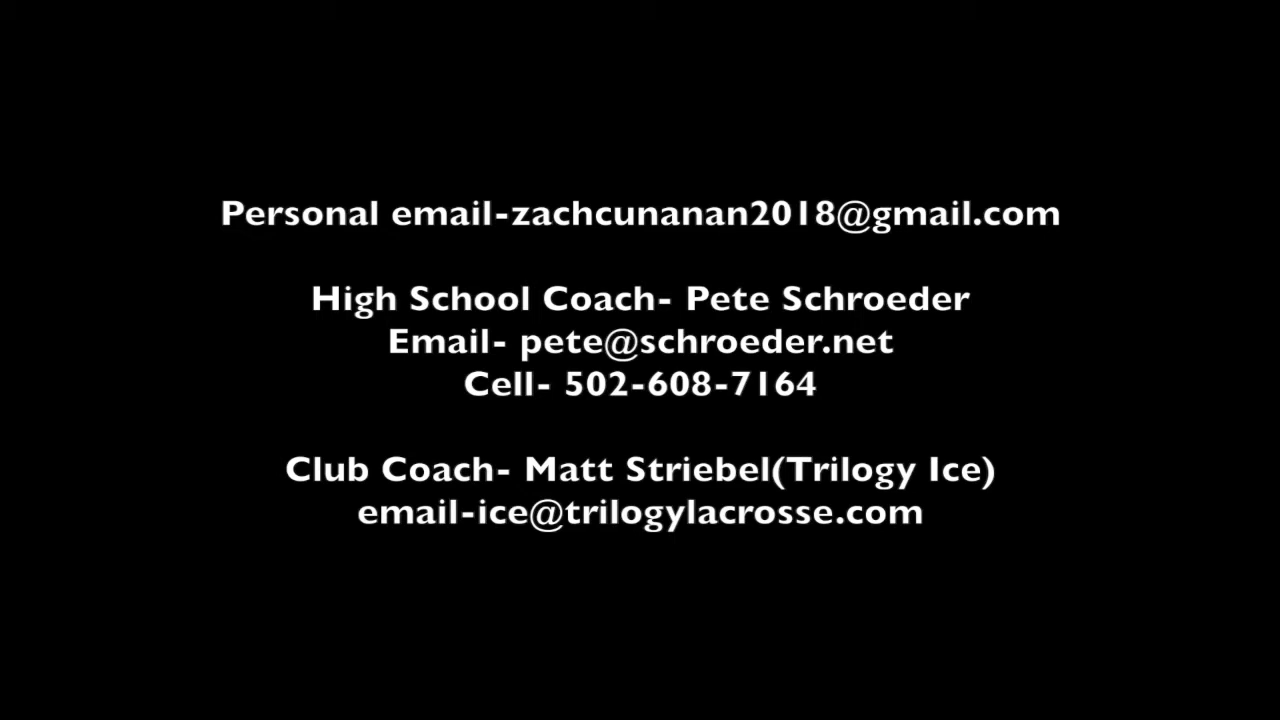 Personal email-zachcunanan2018@gmail.com
High School Coach- Pete Schroeder
Email- pete@schroeder.net
Cell- 502-608-7164
Club Coach- Matt Striebel(Trilogy Ice)
email-ice@trilogylacrosse.com